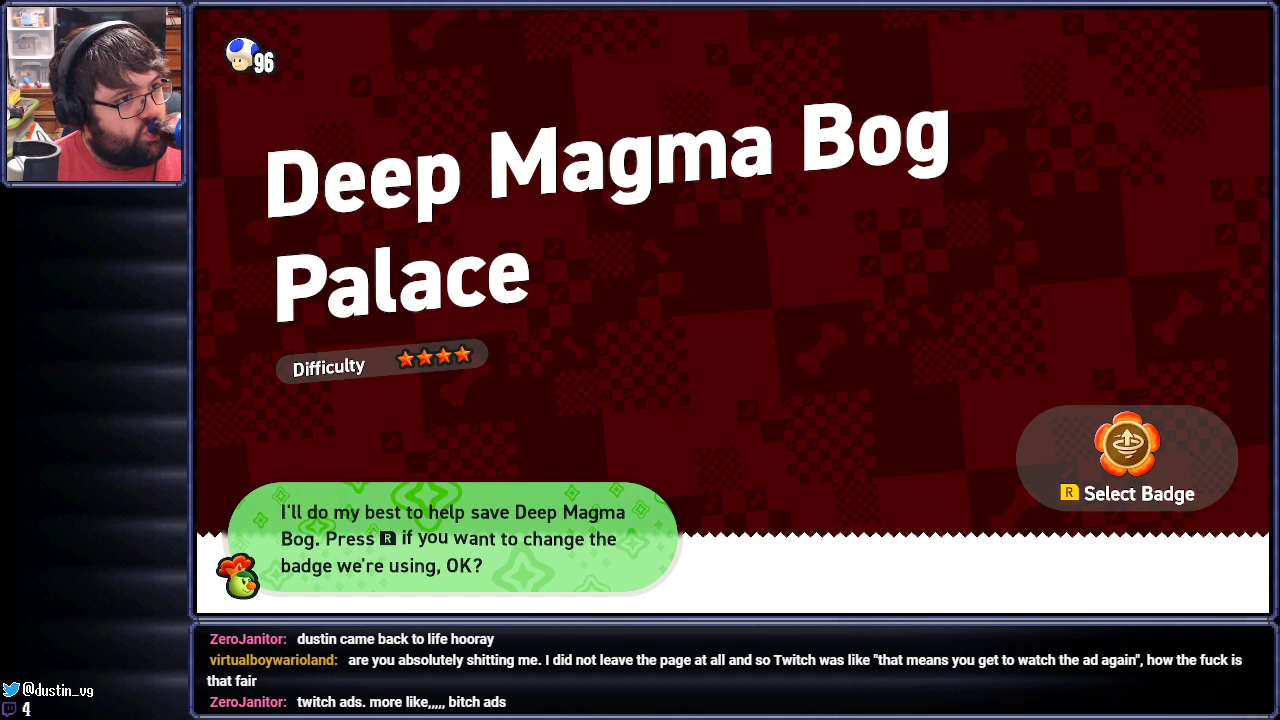 96
Deep Magma Bog
Palace
Difficulty
R Select Badge
I'll do my best to help save Deep Magma
Bog. Press R if you want to change the
badge we're using, OK?
ZeroJanitor: dustin came back to life hooray
virtualboywarioland: are you absolutely shitting me. I did not leave the page at all and so Twitch was like "that means you get to watch the ad again", how the fuck is
that fair
ZeroJanitor: twitch ads. more like,,,,, bitch ads
@dustin_vg
4